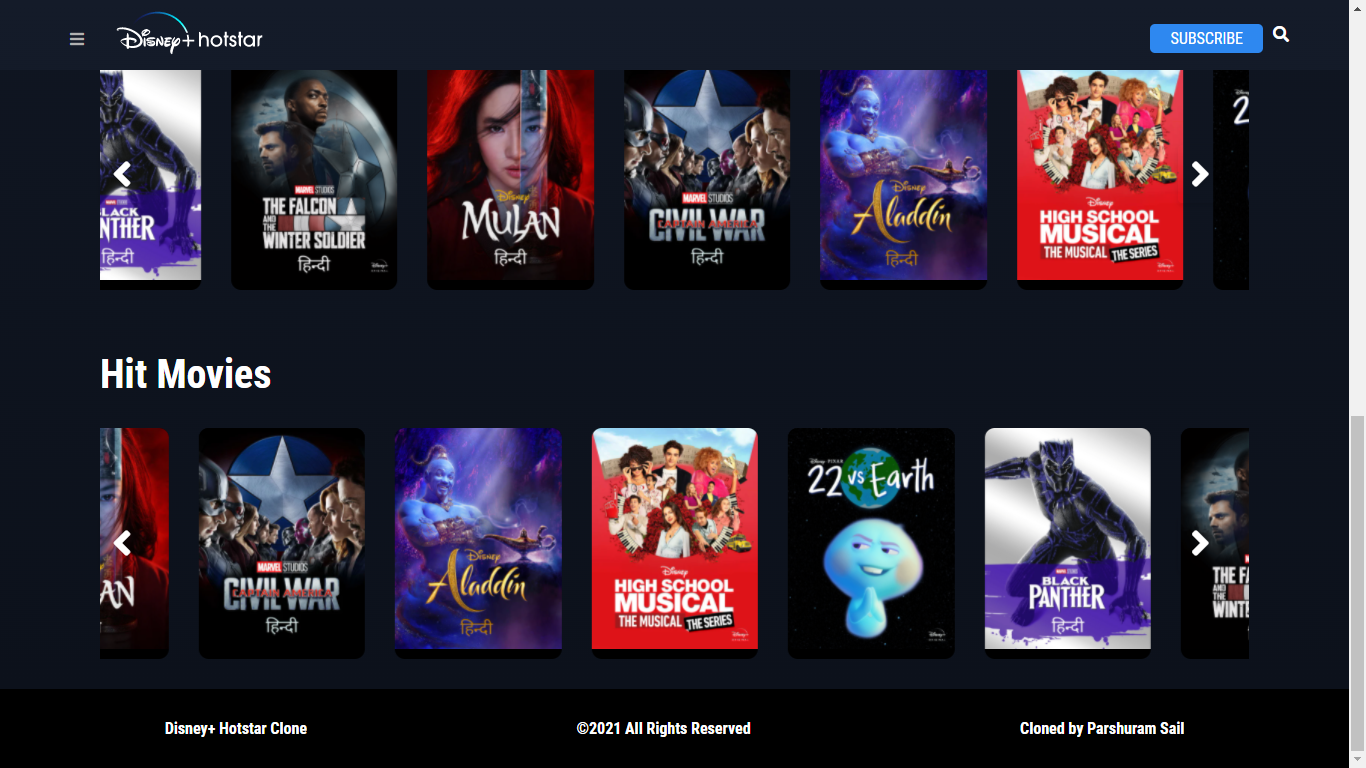 Disney+ hotstar
SUBSCRIBE
LACK
NTHER
हिन्दी
MARVEL STUDIOS
THE FALCON
AND THE
WINTER SOLDIER
हिन्दी
Disney
MULAN
हिन्दी
MARVEL STUDIOS
CAPTAIN AMERICA
CIVIL WAR
हिन्दी
Disney
Aladdin
हिन्दी
Disney
HIGH SCHOOL
MUSICAL
THE MUSICAL THE SERIES
22
Hit Movies
AN
हिन्दी
MARVEL STUDIOS
CAPTAIN AMERICA
CIVIL WAR
हिन्दी
Disney
Aladdin
हिन्दी
Disney
HIGH SCHOOL
MUSICAL
THE MUSICAL THE SERIES
Disney PIXAR
22 vs Earth
BLACK
PANTHER
हिन्दी
THE FA
AND THE
WINTE
Disney+ Hotstar Clone
©2021 All Rights Reserved
Cloned by Parshuram Sail